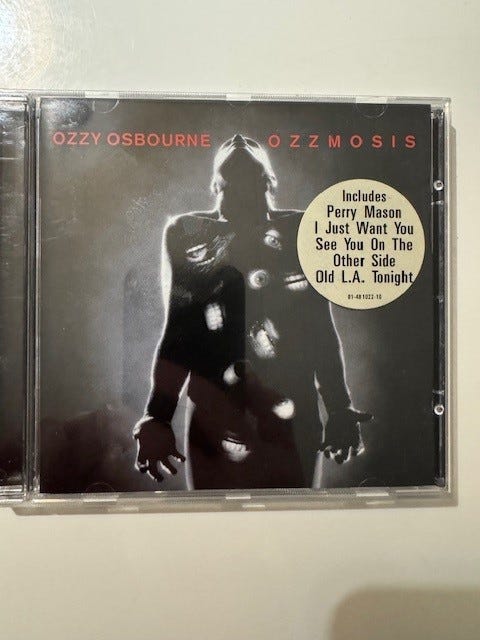 OZZY OSBOURNE OZZMOSIS
Includes
Perry Mason
I Just Want You
See You On The
Other Side
Old L.A. Tonight
01-481022-10